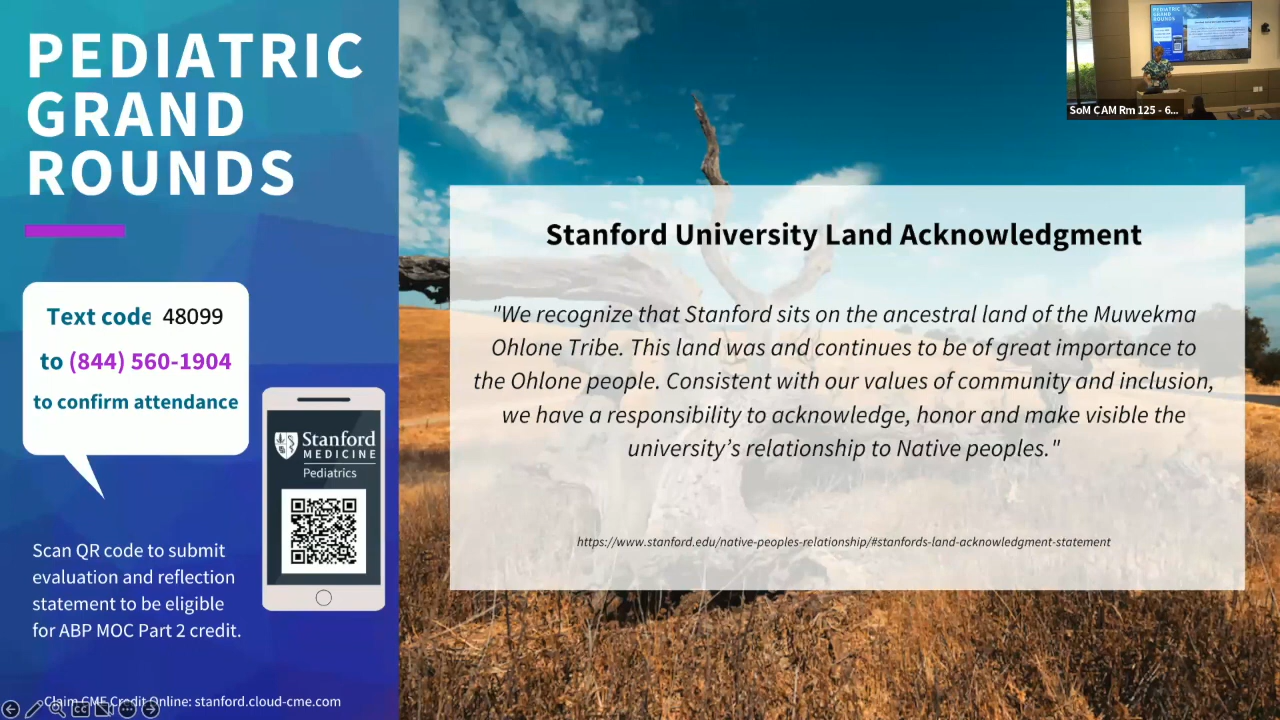 PEDIATRIC
GRAND
ROUNDS
Text code 48099
to (844) 560-1904
to confirm attendance
Stanford
MEDICINE
Pediatrics
Scan QR code to submit
evaluation and reflection
statement to be eligible
for ABP MOC Part 2 credit.
Claim CME Credit Online: stanford.cloud-cme.com
Stanford University Land Acknowledgment
"We recognize that Stanford sits on the ancestral land of the Muwekma
Ohlone Tribe. This land was and continues to be of great importance to
the Ohlone people. Consistent with our values of community and inclusion,
we have a responsibility to acknowledge, honor and make visible the
university’s relationship to Native peoples."
https://www.stanford.edu/native-peoples-relationship/#stanfords-land-acknowledgment-statement
PEDIATRIC
GRAND
ROUNDS
SoM CAM Rm 125 - 6...